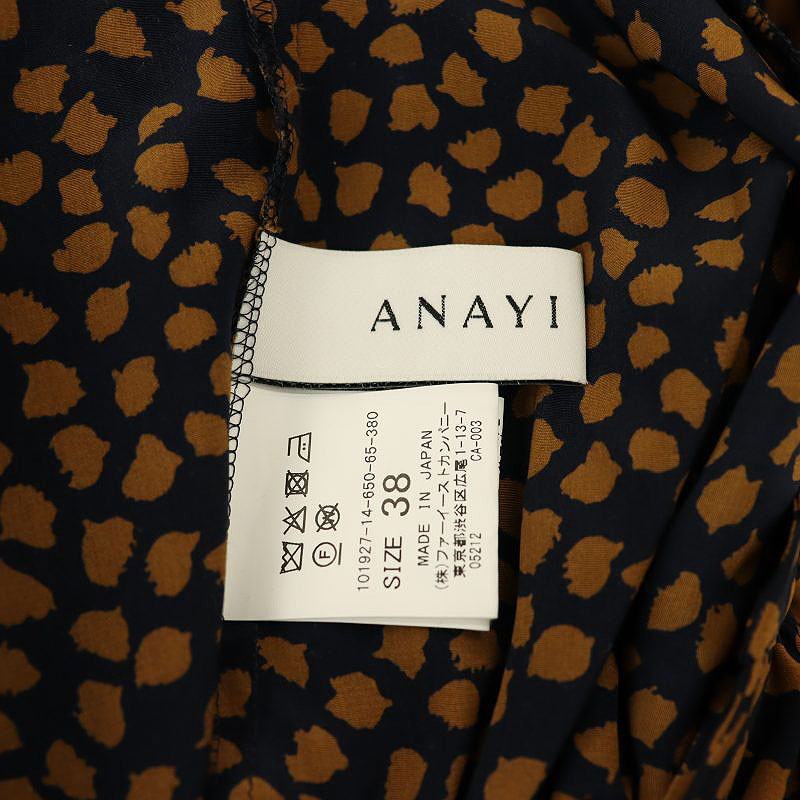 ANAYI
F
101927-14-650-65-380
SIZE 38
MADE IN JAPAN
(株)ファーイーストカンパニー
東京都渋谷区広尾1-13-7
05212 CA-003